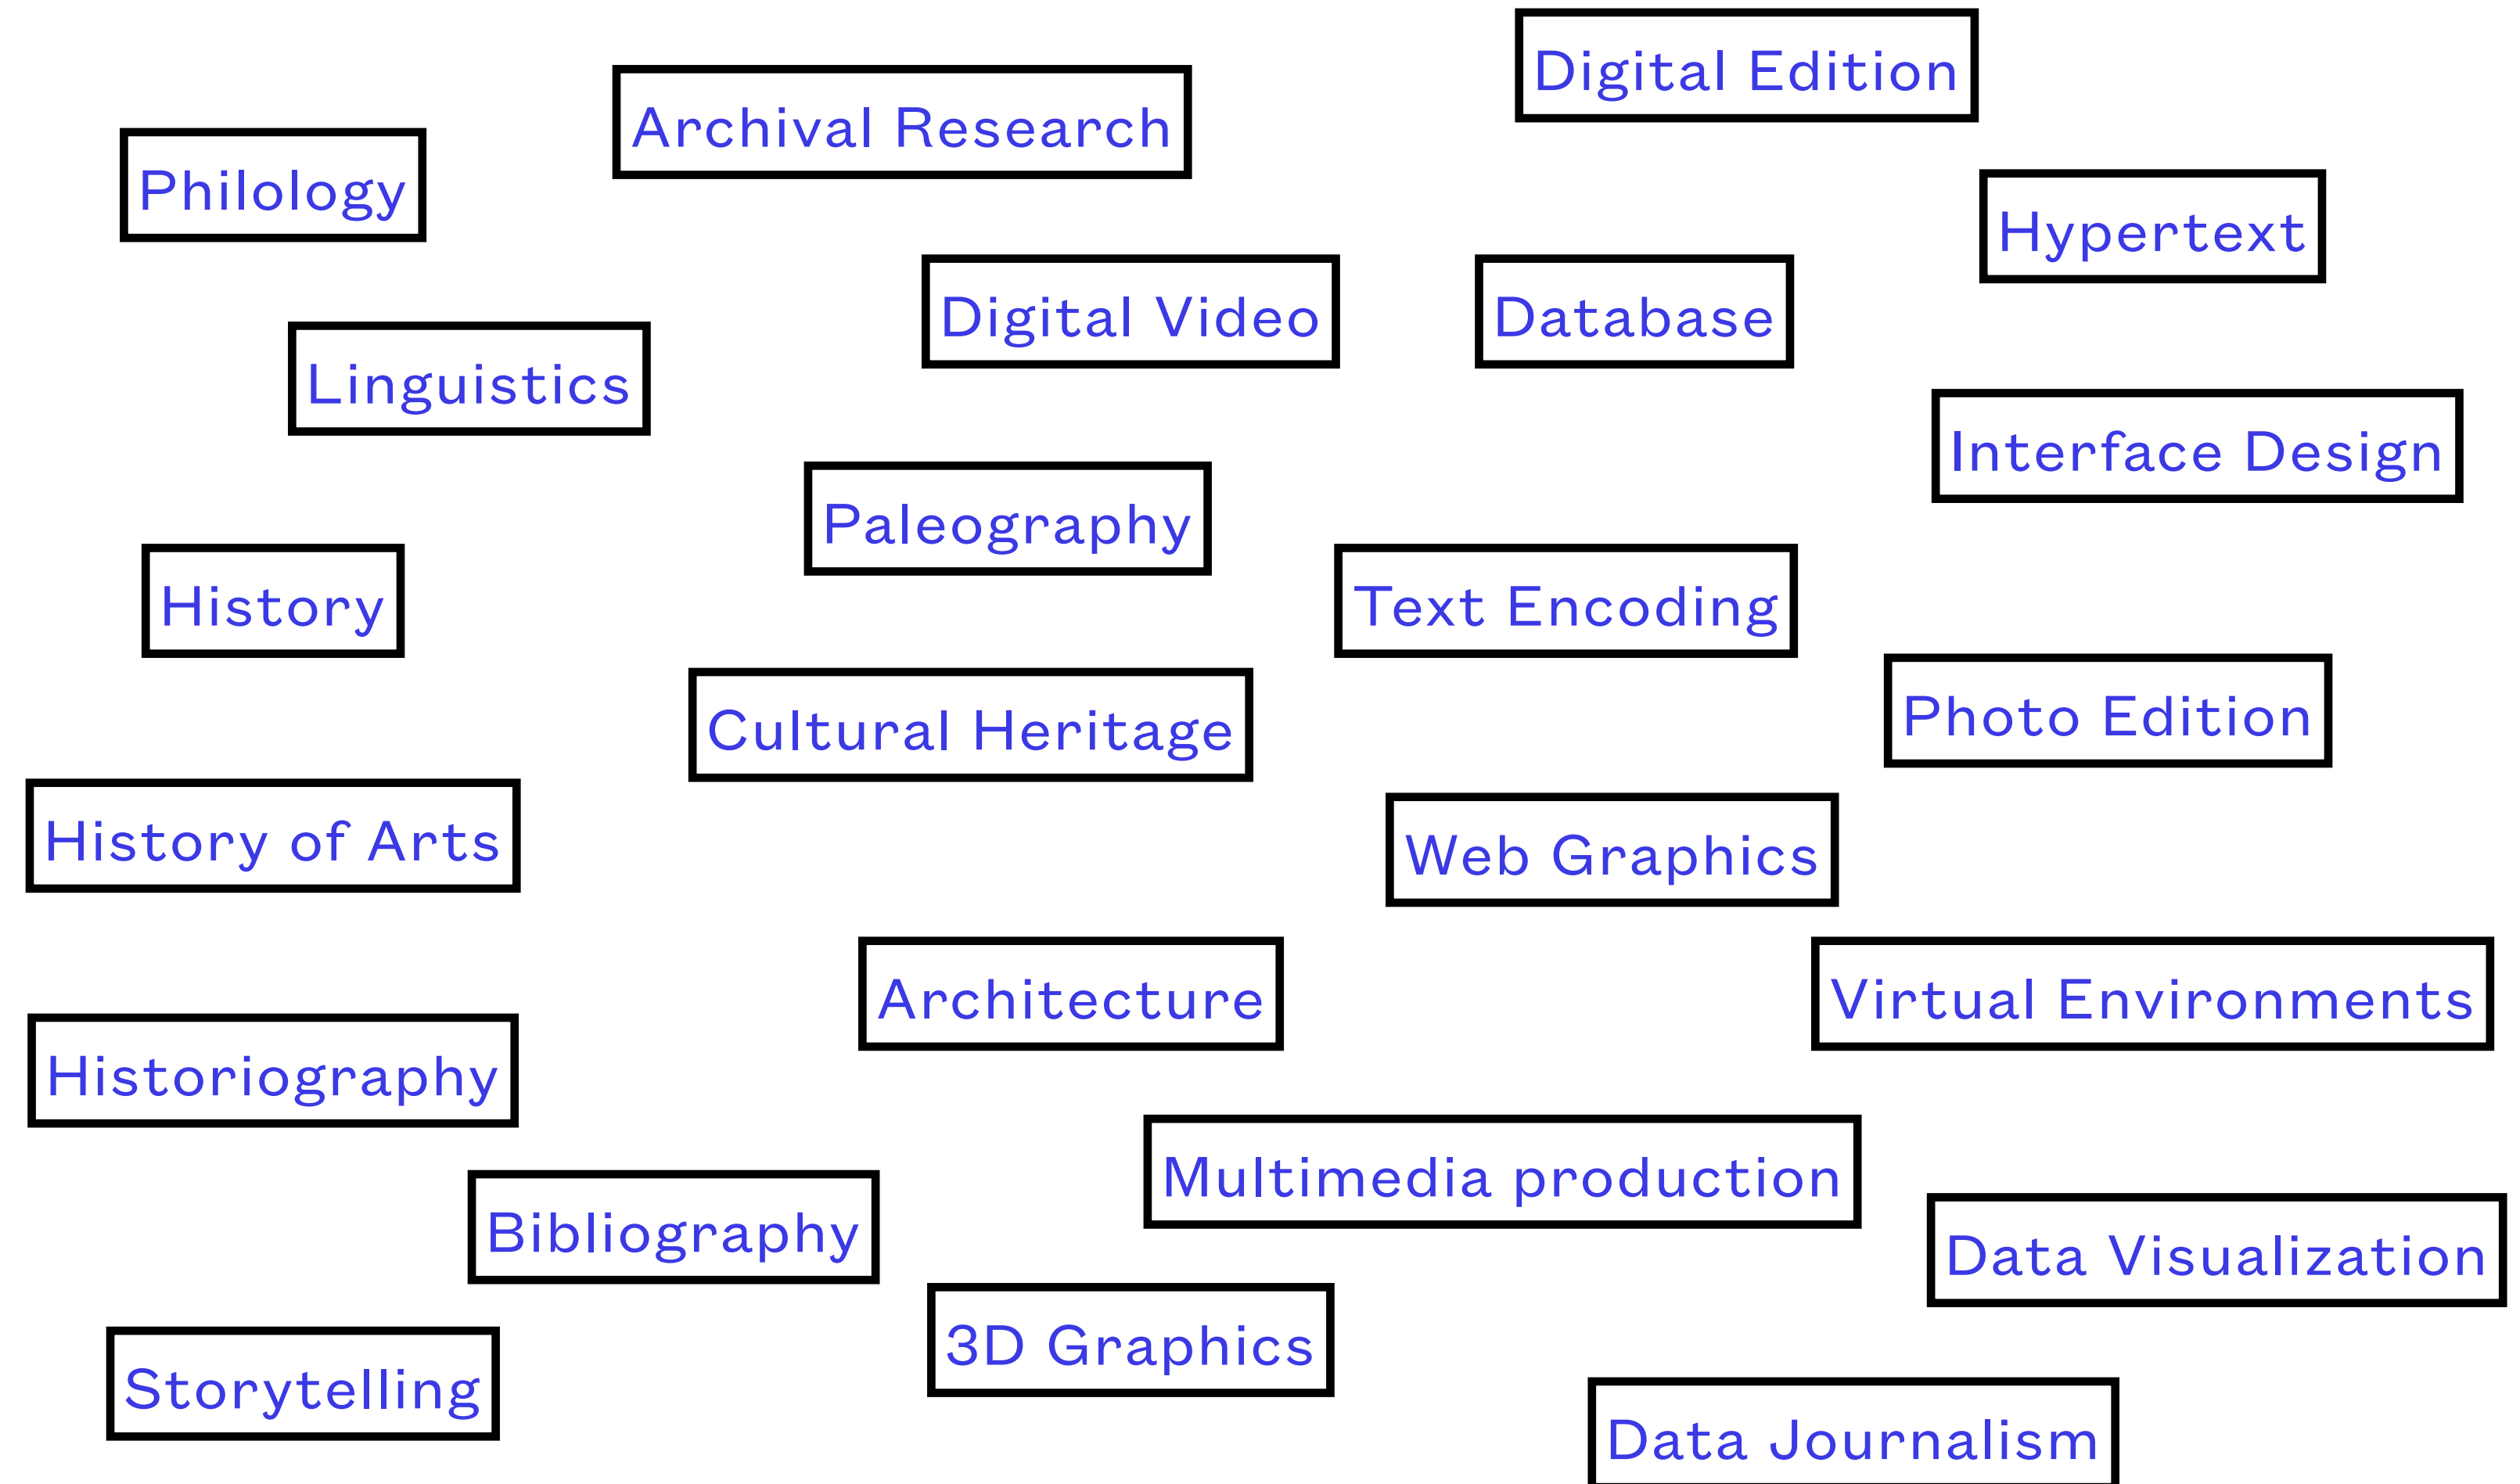 Digital Edition
Archival Research
Philology
Hypertext
Digital Video
Database
Linguistics
Interface Design
Paleography
History
Text Encoding
Photo Edition
Cultural Heritage
History of Arts
Web Graphics
Architecture
Virtual Environments
Historiography
Multimedia production
Bibliography
Data Visualization
3D Graphics
Storytelling
Data Journalism